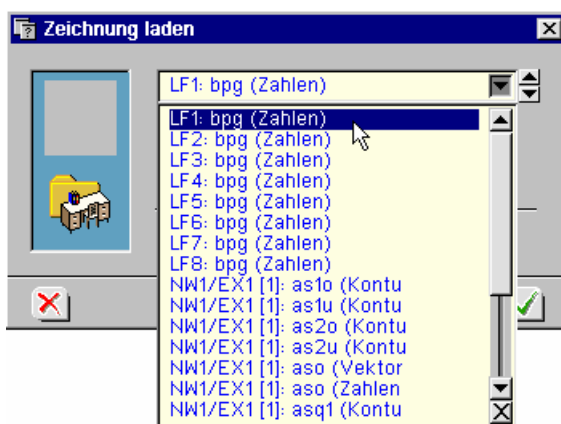 Zeichnung laden
LF1: bpg (Zahlen)
LF1: bpg (Zahlen)
LF2: bpg (Zahlen)
LF3: bpg (Zahlen)
LF4: bpg (Zahlen)
LF5: bpg (Zahlen)
LF6: bpg (Zahlen)
LF7: bpg (Zahlen)
LF8: bpg (Zahlen)
NW1/EX1 [1]: as1o (Kontu
NW1/EX1 [1]: as1u (Kontu
NW1/EX1 [1]: as2o (Kontu
NW1/EX1 [1]: as2u (Kontu
NW1/EX1 [1]: aso (Vektor
NW1/EX1 [1]: aso (Zahlen
NW1/EX1 [1]: asq1 (Kontu